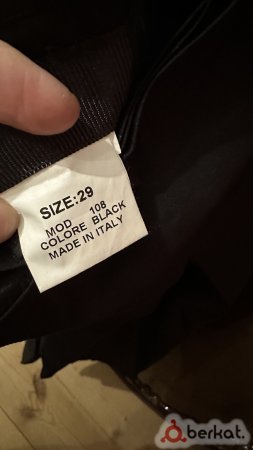 SIZE:29
MOD 108
COLORE BLACK
MADE IN ITALY
berkat.